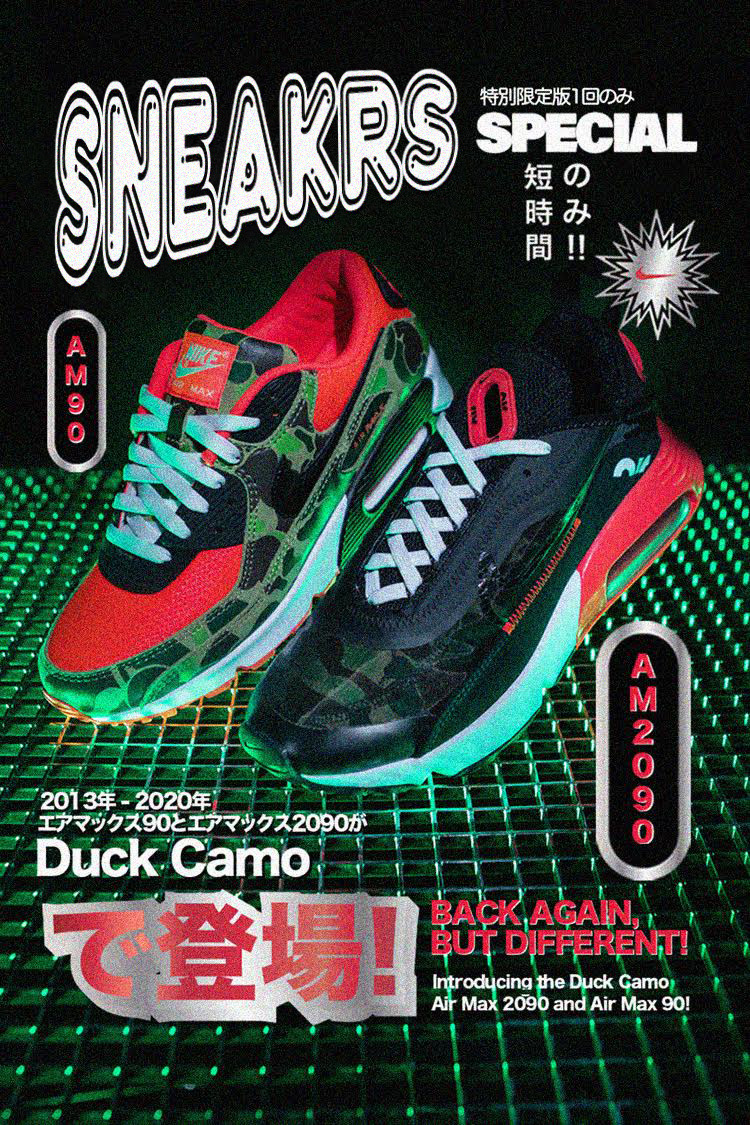 SNEAKRS
特別限定版1回のみ
SPECIAL
のみ!!
短時間
AM90
NIKE
AIR MAX
AM2090
2013年 - 2020年,
エアマックス90とエアマックス2090が
Duck Camo
で登場!
BACK AGAIN,
BUT DIFFERENT!
Introducing the Duck Camo
Air Max 2090 and Air Max 90!